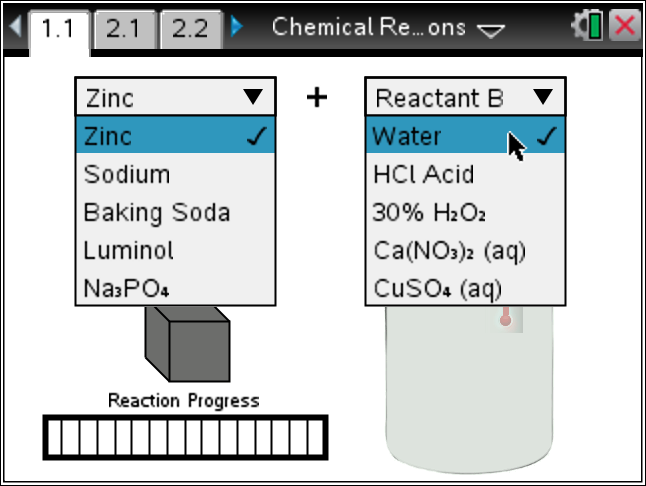 1.1 2.1 2.2 Chemical Re...ons
Zinc + Reactant B
Zinc ✓
Sodium
Baking Soda
Luminol
Na₃PO₄
Water ✓
HCl Acid
30% H₂O₂
Ca(NO₃)₂ (aq)
CuSO₄ (aq)
Reaction Progress